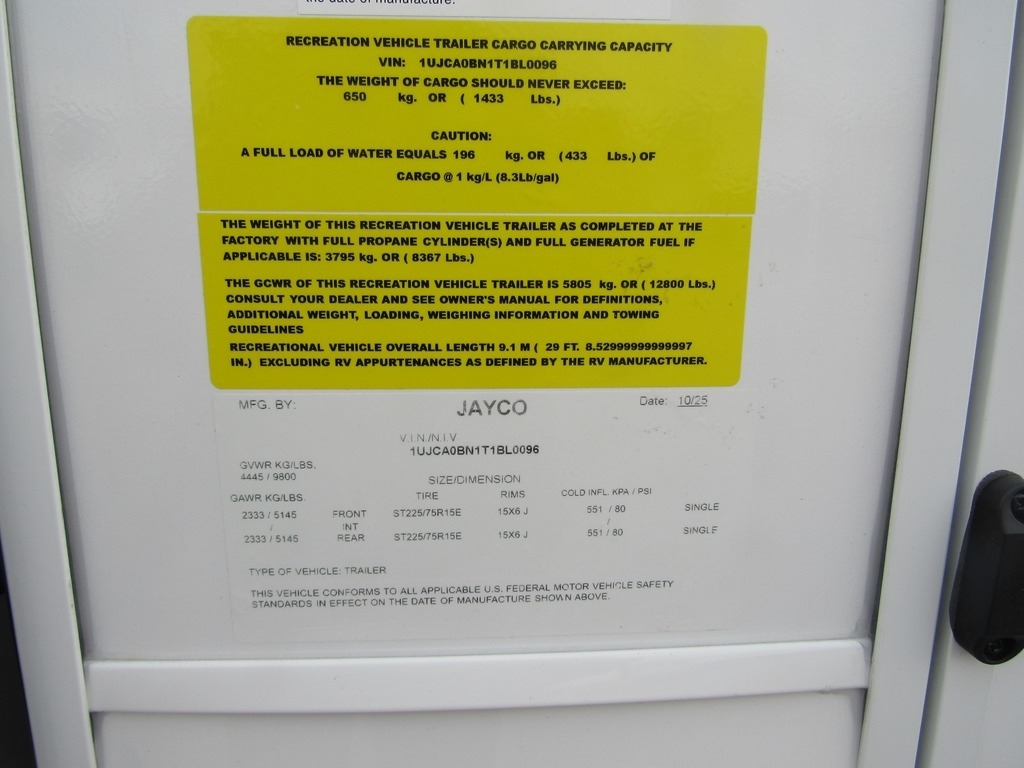 the date of manufacture.
RECREATION VEHICLE TRAILER CARGO CARRYING CAPACITY
VIN: 1UJCA0BN1T1BL0096
THE WEIGHT OF CARGO SHOULD NEVER EXCEED:
650 kg. OR ( 1433 Lbs.)
CAUTION:
A FULL LOAD OF WATER EQUALS 196 kg. OR (433 Lbs.) OF
CARGO @ 1 kg/L (8.3Lb/gal)
THE WEIGHT OF THIS RECREATION VEHICLE TRAILER AS COMPLETED AT THE
FACTORY WITH FULL PROPANE CYLINDER(S) AND FULL GENERATOR FUEL IF
APPLICABLE IS: 3795 kg. OR ( 8367 Lbs.)
THE GCWR OF THIS RECREATION VEHICLE TRAILER IS 5805 kg. OR ( 12800 Lbs.)
CONSULT YOUR DEALER AND SEE OWNER'S MANUAL FOR DEFINITIONS,
ADDITIONAL WEIGHT, LOADING, WEIGHING INFORMATION AND TOWING
GUIDELINES
RECREATIONAL VEHICLE OVERALL LENGTH 9.1 M ( 29 FT. 8.52999999999997
IN.) EXCLUDING RV APPURTENANCES AS DEFINED BY THE RV MANUFACTURER.
MFG. BY: JAYCO Date: 10/25
V.I.N./N.I.V.
1UJCA0BN1T1BL0096
GVWR KG/LBS.
4445 / 9800
SIZE/DIMENSION
GAWR KG/LBS. TIRE RIMS COLD INFL. KPA / PSI
2333 / 5145 FRONT ST225/75R15E 15X6 J 551 / 80 SINGLE
/ INT /
2333 / 5145 REAR ST225/75R15E 15X6 J 551 / 80 SINGLE
TYPE OF VEHICLE: TRAILER
THIS VEHICLE CONFORMS TO ALL APPLICABLE U.S. FEDERAL MOTOR VEHICLE SAFETY
STANDARDS IN EFFECT ON THE DATE OF MANUFACTURE SHOWN ABOVE.